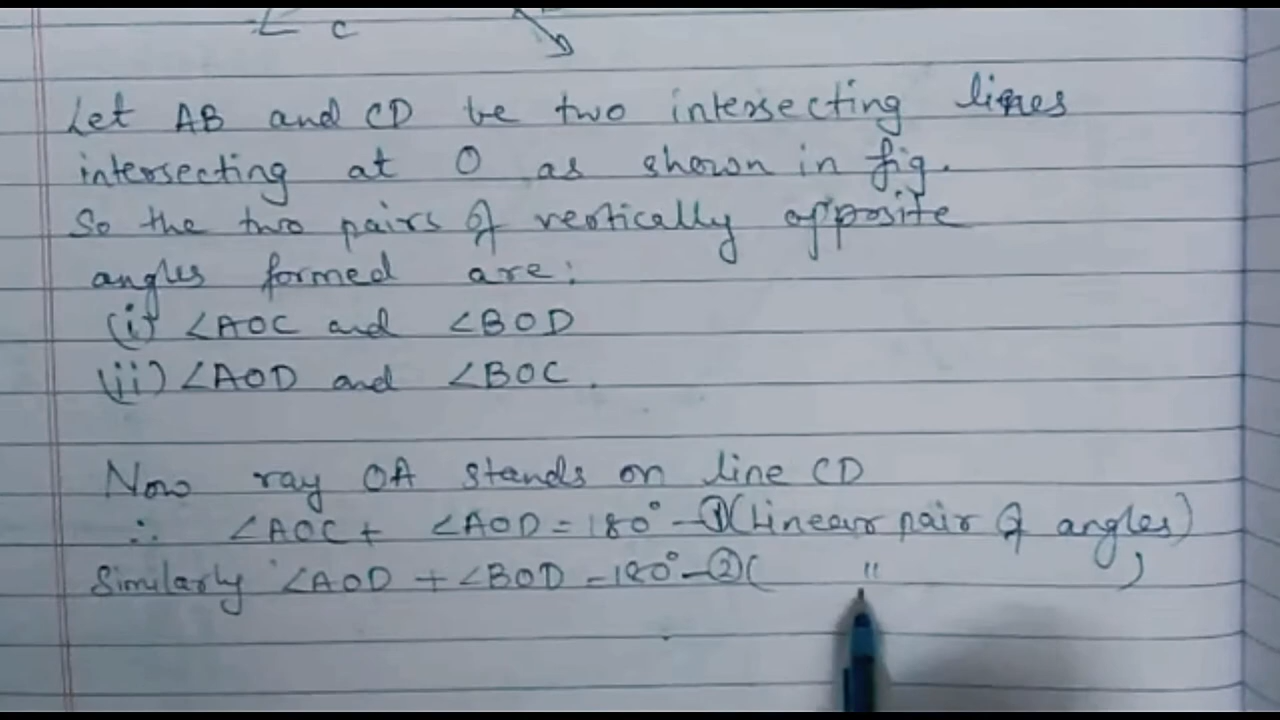 C
Let AB and CD be two intersecting lines
intersecting at O as shown in fig.
So the two pairs of vertically opposite
angles formed are:
(i) ∠AOC and ∠BOD
(ii) ∠AOD and ∠BOC.
Now ray OA stands on line CD
∴ ∠AOC + ∠AOD = 180° - ① (Linear pair of angles)
Similarly ∠AOD + ∠BOD = 180° - ② ( " )